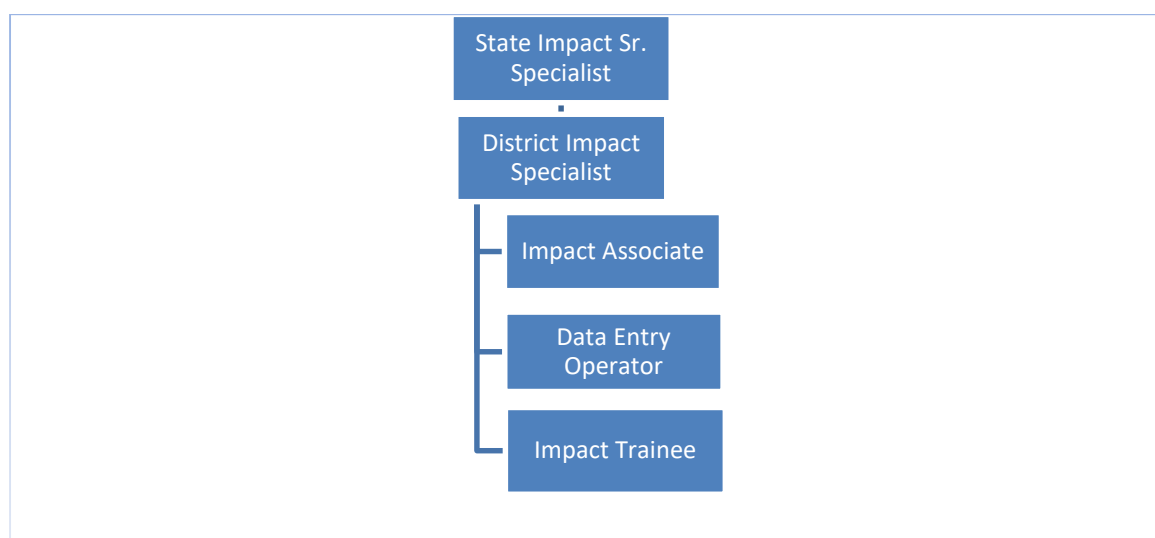 State Impact Sr.
Specialist
District Impact
Specialist
Impact Associate
Data Entry
Operator
Impact Trainee